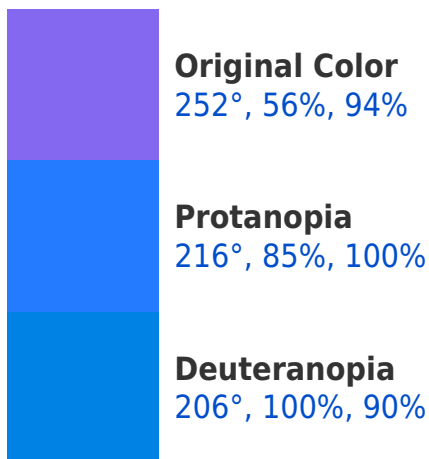 Original Color
252°, 56%, 94%
Protanopia
216°, 85%, 100%
Deuteranopia
206°, 100%, 90%